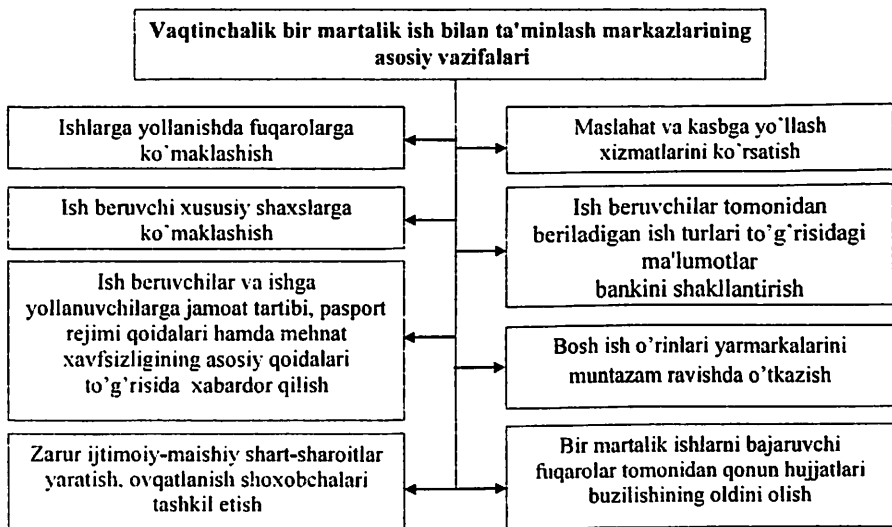 Vaqtinchalik bir martalik ish bilan ta'minlash markazlarining
asosiy vazifalari
Ishlarga yollanishda fuqarolarga
ko`maklashish
Maslahat va kasbga yo`llash
xizmatlarini ko`rsatish
Ish beruvchi xususiy shaxslarga
ko`maklashish
Ish beruvchilar tomonidan
beriladigan ish turlari to’g`risidagi
ma'lumotlar
bankini shakllantirish
Ish beruvchilar va ishga
yollanuvchilarga jamoat tartibi, pasport
rejimi qoidalari hamda mehnat
xavfsizligining asosiy qoidalari
to’g`risida xabardor qilish
Bosh ish o’rinlari yarmarkalarini
muntazam ravishda o’tkazish
Zarur ijtimoiy-maishiy shart-sharoitlar
yaratish, ovqatlanish shoxobchalari
tashkil etish
Bir martalik ishlarni bajaruvchi
fuqarolar tomonidan qonun hujjatlari
buzilishining oldini olish